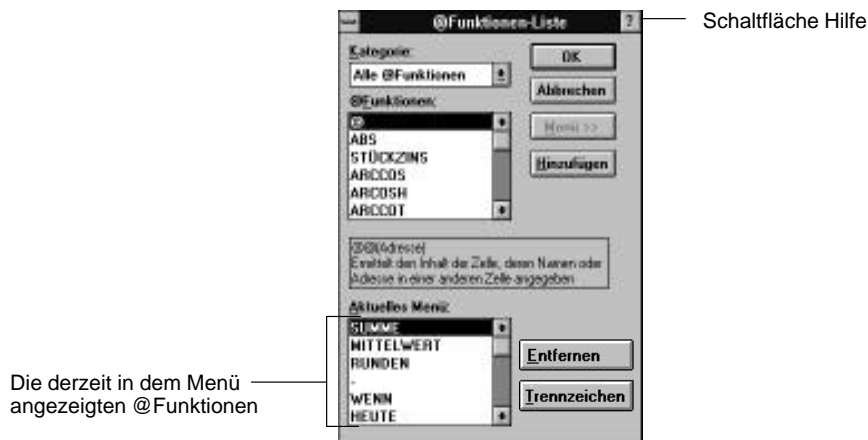 @Funktionen-Liste
?
Schaltfläche Hilfe
Kategorie:
OK
Alle @Funktionen
Abbrechen
@Funktionen:
@
Menü >>
ABS
STÜCKZINS
Hinzufügen
ARCCOS
ARCOSH
ARCCOT
@@(Adresse)
Ermittelt den Inhalt der Zelle, deren Namen oder
Adresse in einer anderen Zelle angegeben
Aktuelles Menü:
SUMME
MITTELWERT
Entfernen
RUNDEN
-
Die derzeit in dem Menü
angezeigten @Funktionen
WENN
Trennzeichen
HEUTE